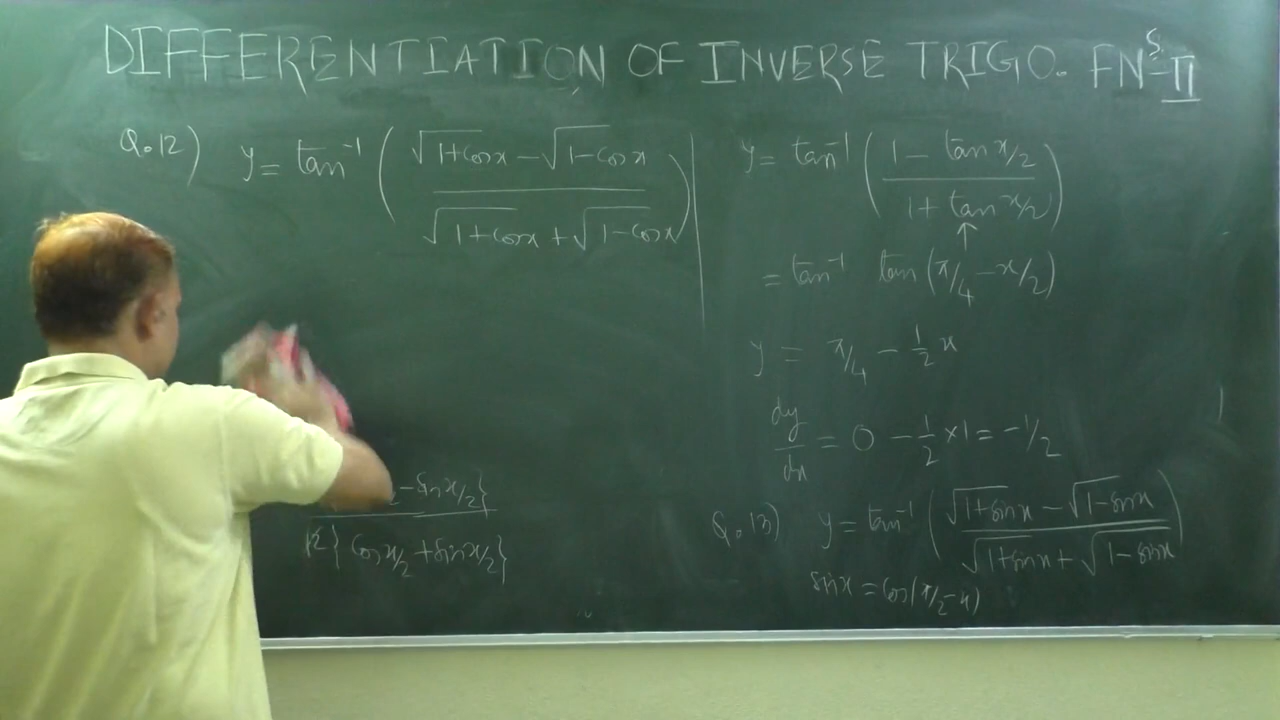 DIFFERENTIATION OF INVERSE TRIGO. FNˢ-II
Q.12) y = tan⁻¹ ( (√1+cosx − √1−cosx) / (√1+cosx + √1−cosx) )
− sin x/2}
√2 { cos x/2 + sin x/2 }
y = tan⁻¹ ( (1 − tan x/2) / (1 + tan x/2) )
↑
= tan⁻¹ tan (π/4 − x/2)
y = π/4 − 1/2 x
dy/dx = 0 − 1/2 × 1 = −1/2
Q.13) y = tan⁻¹ ( (√1+sinx − √1−sinx) / (√1+sinx + √1−sinx) )
sinx = cos(π/2 − x)